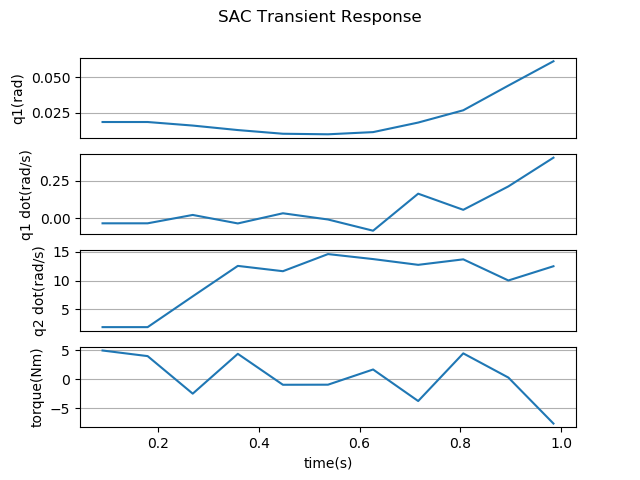 SAC Transient Response
q1(rad)
0.050
0.025
q1 dot(rad/s)
0.25
0.00
q2 dot(rad/s)
15
10
5
torque(Nm)
5
0
−5
0.2 0.4 0.6 0.8 1.0
time(s)